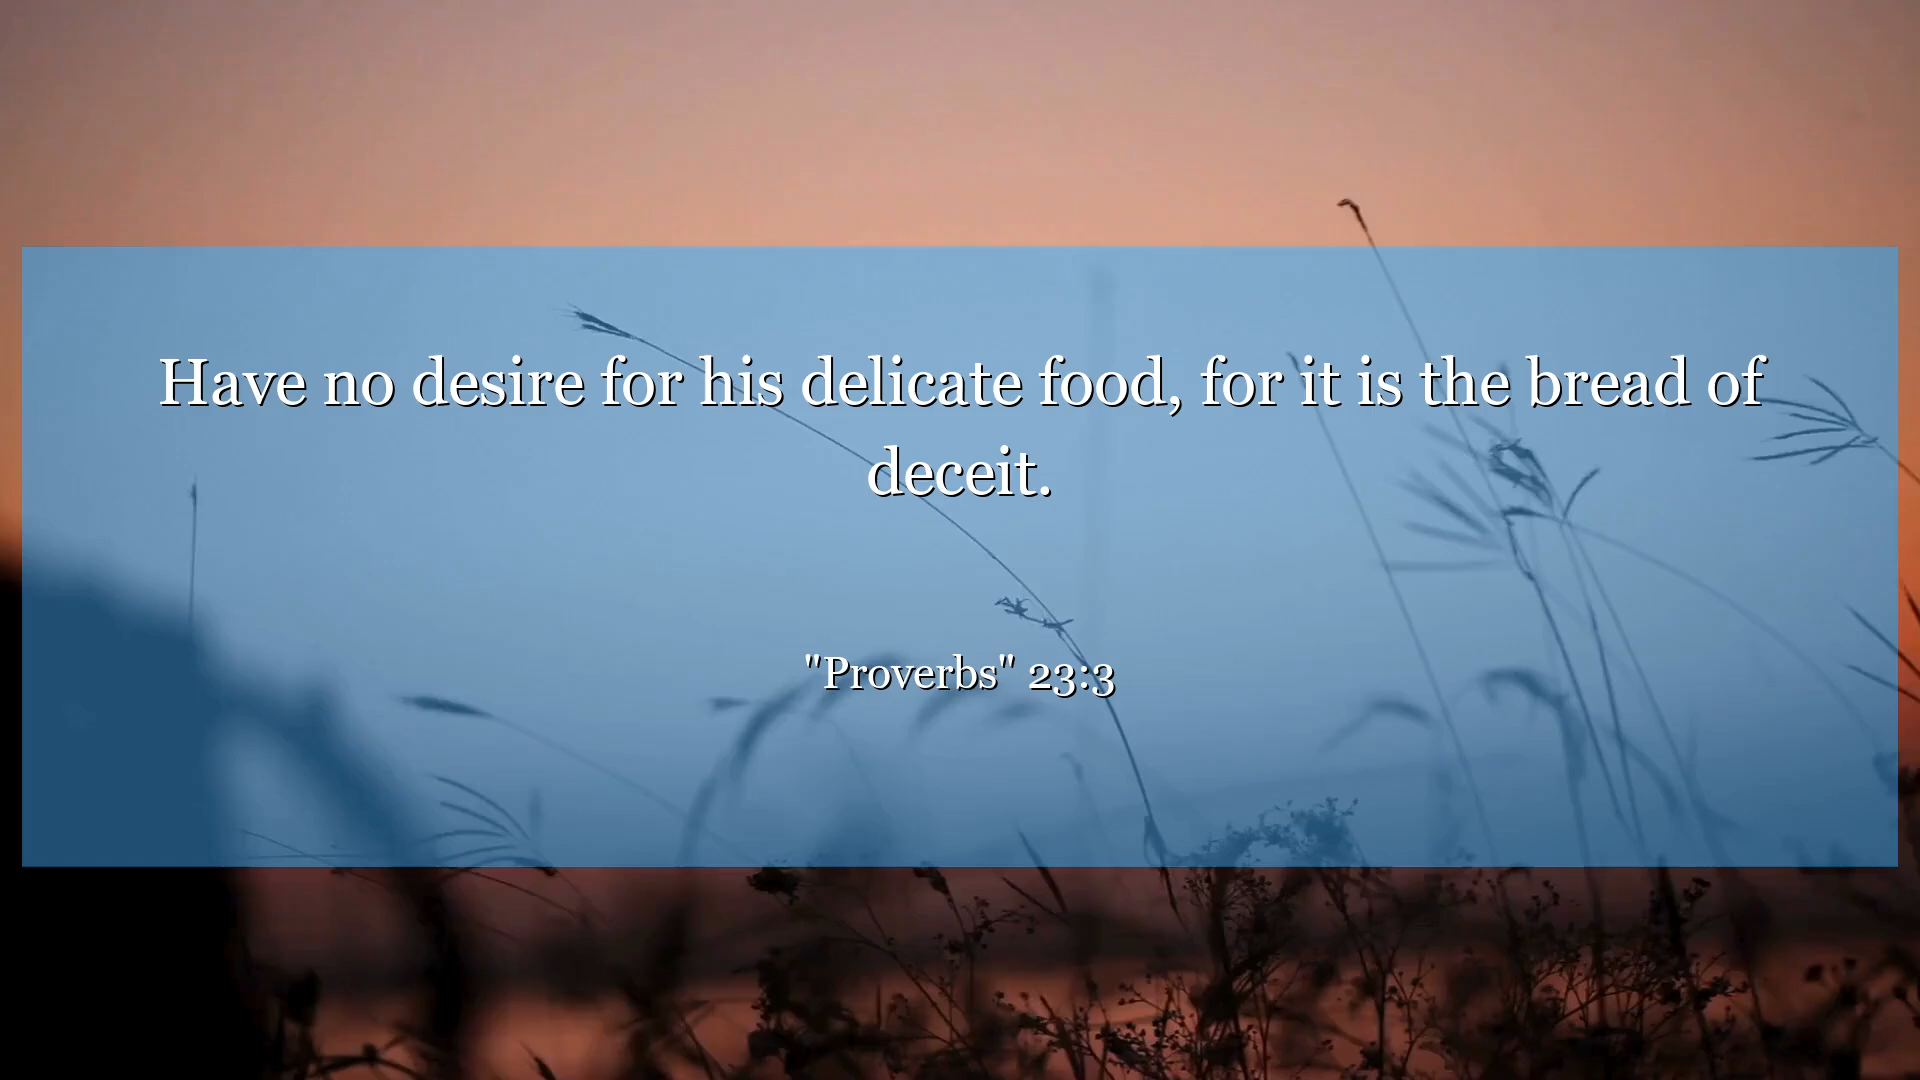 Have no desire for his delicate food, for it is the bread of
deceit.
"Proverbs" 23:3